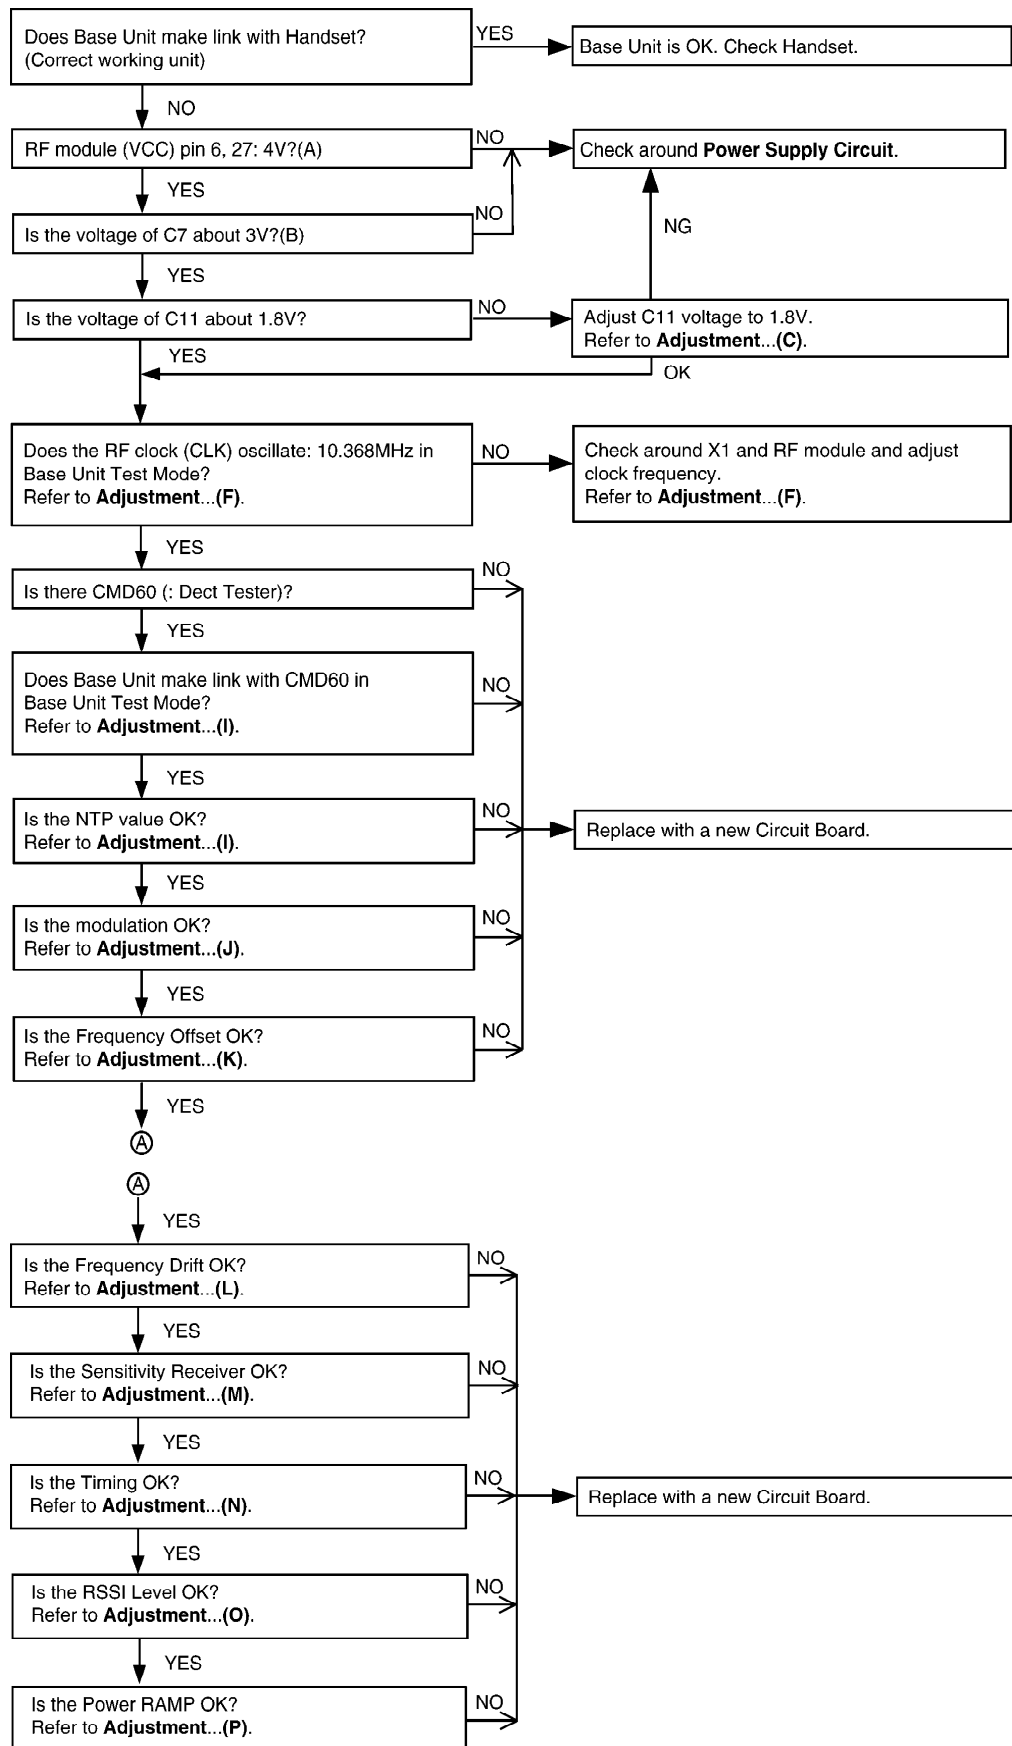 Does Base Unit make link with Handset?
(Correct working unit)
YES
Base Unit is OK. Check Handset.
NO
RF module (VCC) pin 6, 27: 4V?(A)
NO
Check around Power Supply Circuit.
YES
Is the voltage of C7 about 3V?(B)
NO
NG
YES
Is the voltage of C11 about 1.8V?
NO
Adjust C11 voltage to 1.8V.
Refer to Adjustment...(C).
YES
OK
Does the RF clock (CLK) oscillate: 10.368MHz in
Base Unit Test Mode?
Refer to Adjustment...(F).
NO
Check around X1 and RF module and adjust
clock frequency.
Refer to Adjustment...(F).
YES
Is there CMD60 (: Dect Tester)?
NO
YES
Does Base Unit make link with CMD60 in
Base Unit Test Mode?
Refer to Adjustment...(I).
NO
YES
Is the NTP value OK?
Refer to Adjustment...(I).
NO
Replace with a new Circuit Board.
YES
Is the modulation OK?
Refer to Adjustment...(J).
NO
YES
Is the Frequency Offset OK?
Refer to Adjustment...(K).
NO
YES
A
A
YES
Is the Frequency Drift OK?
Refer to Adjustment...(L).
NO
YES
Is the Sensitivity Receiver OK?
Refer to Adjustment...(M).
NO
YES
Is the Timing OK?
Refer to Adjustment...(N).
NO
Replace with a new Circuit Board.
YES
Is the RSSI Level OK?
Refer to Adjustment...(O).
NO
YES
Is the Power RAMP OK?
Refer to Adjustment...(P).
NO